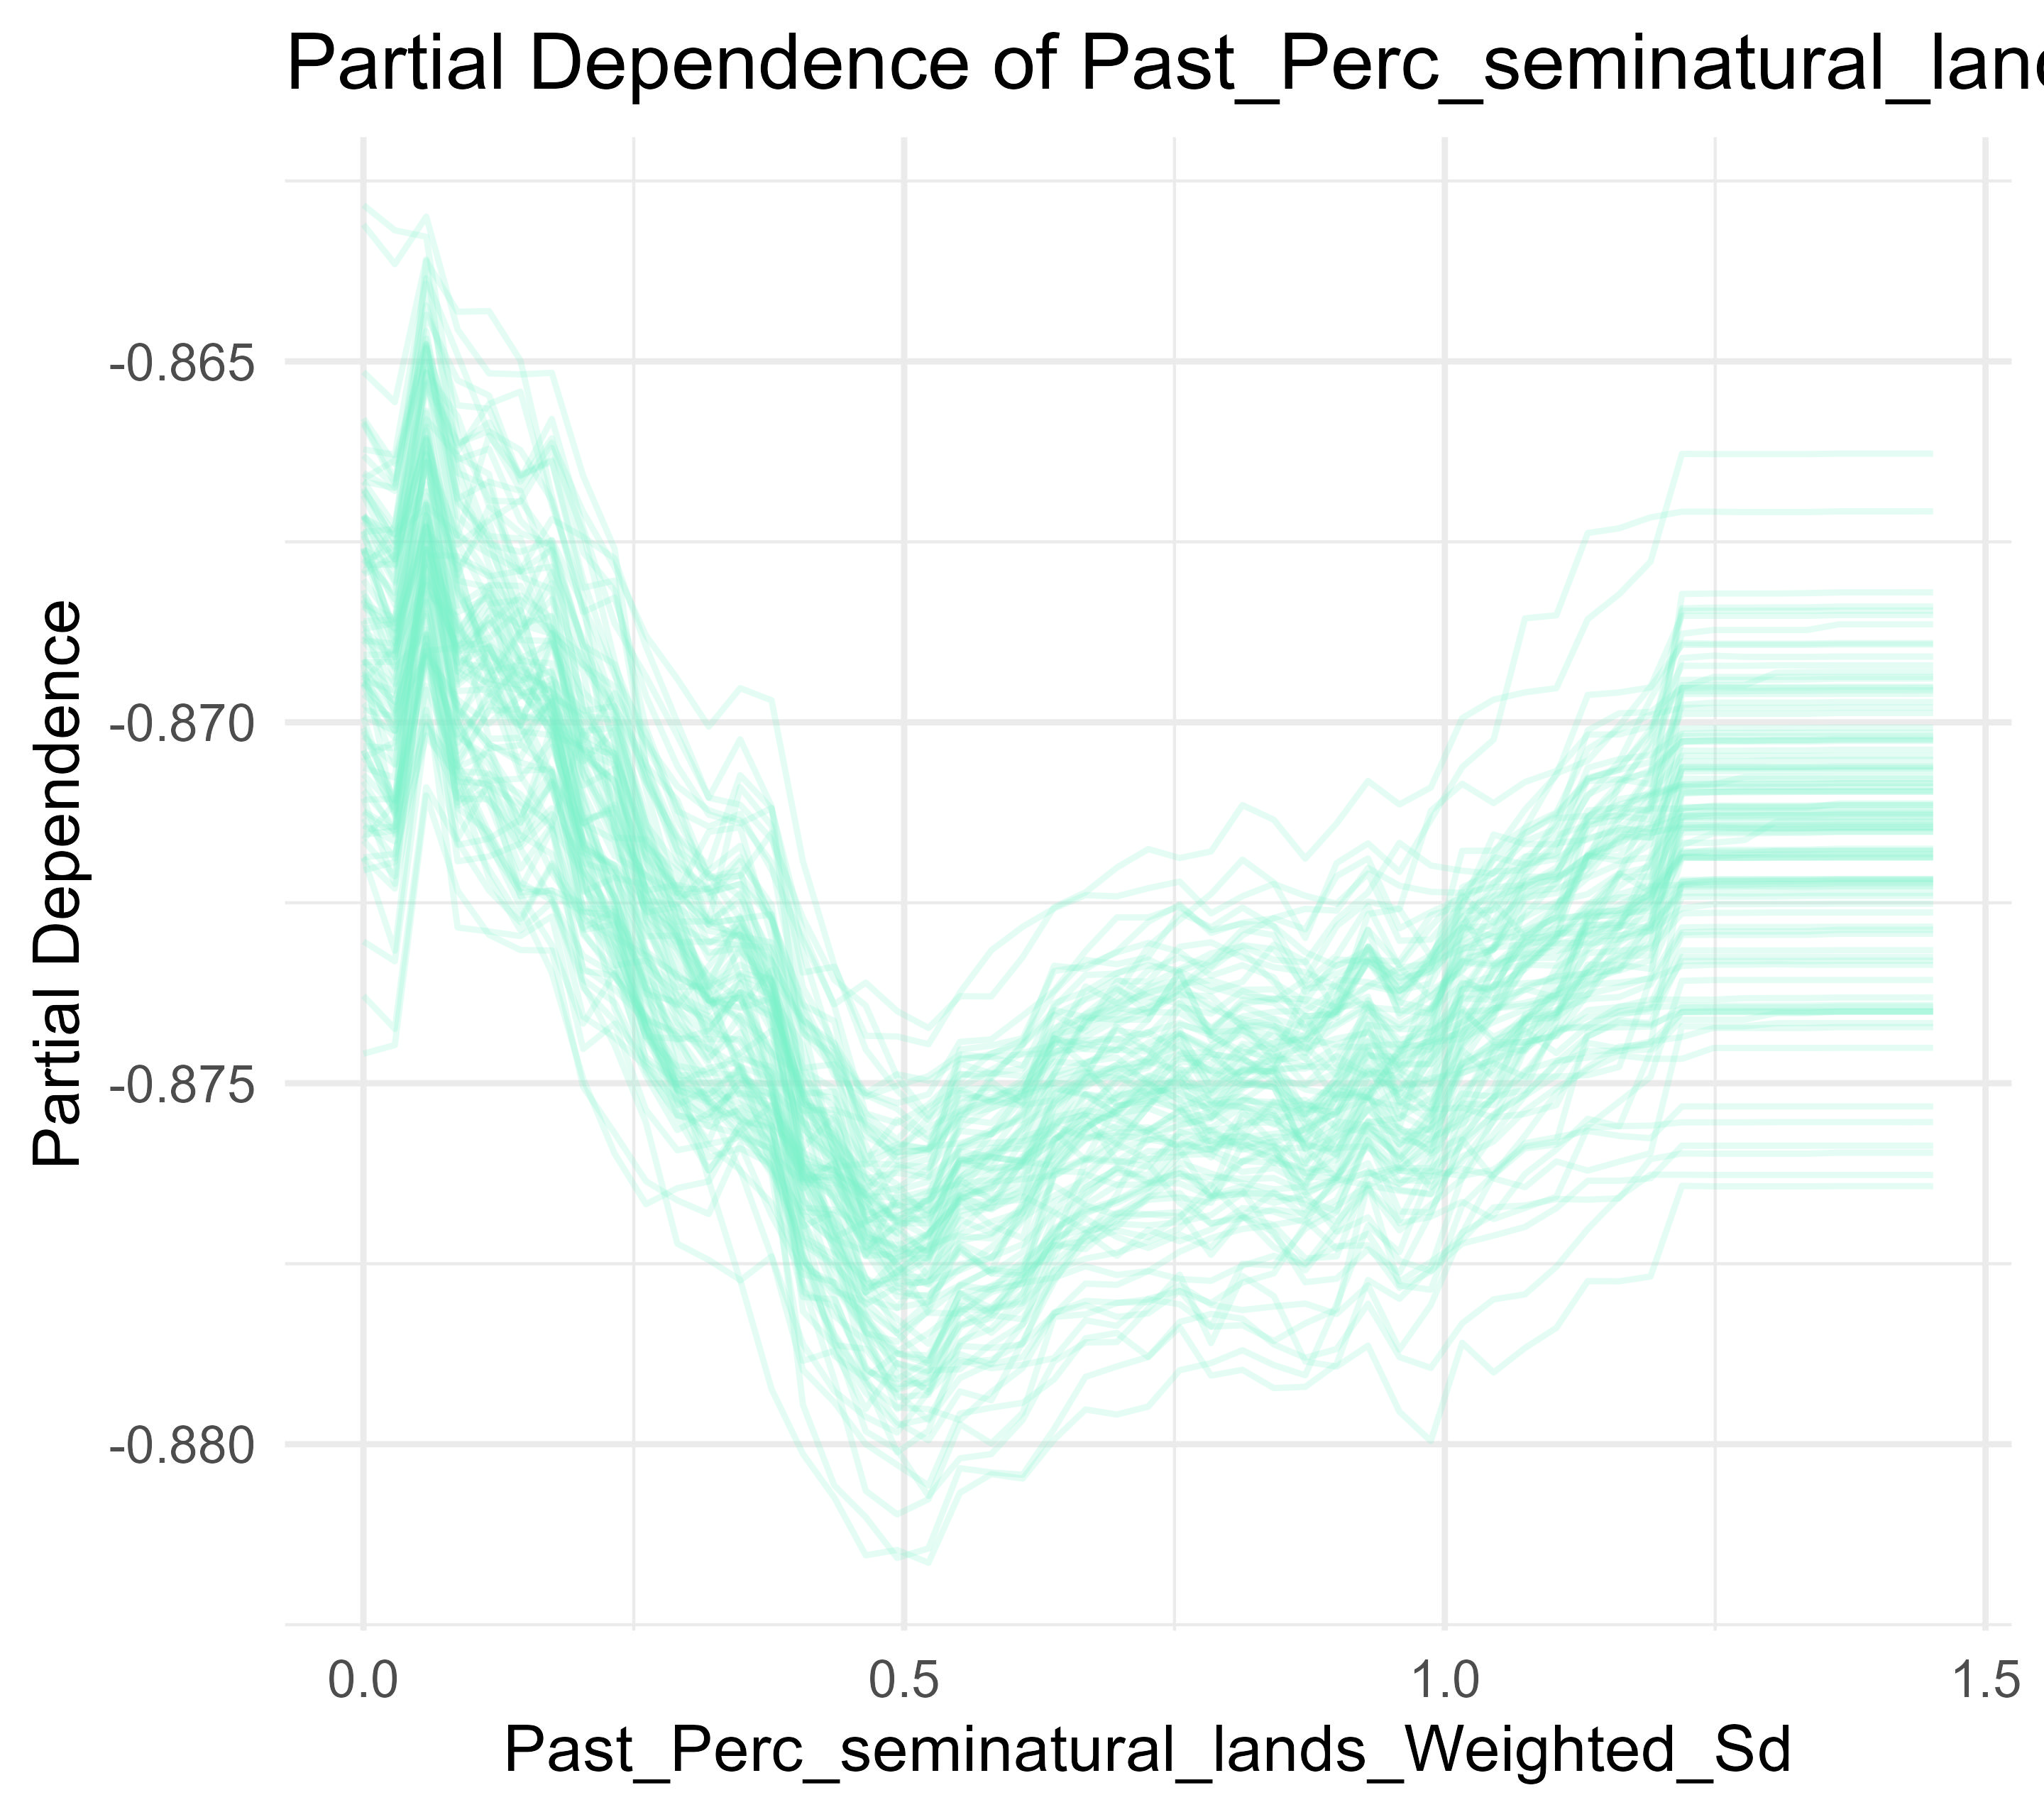 Partial Dependence of Past_Perc_seminatural_lan
-0.865
-0.870
-0.875
-0.880
Partial Dependence
0.0 0.5 1.0 1.5
Past_Perc_seminatural_lands_Weighted_Sd